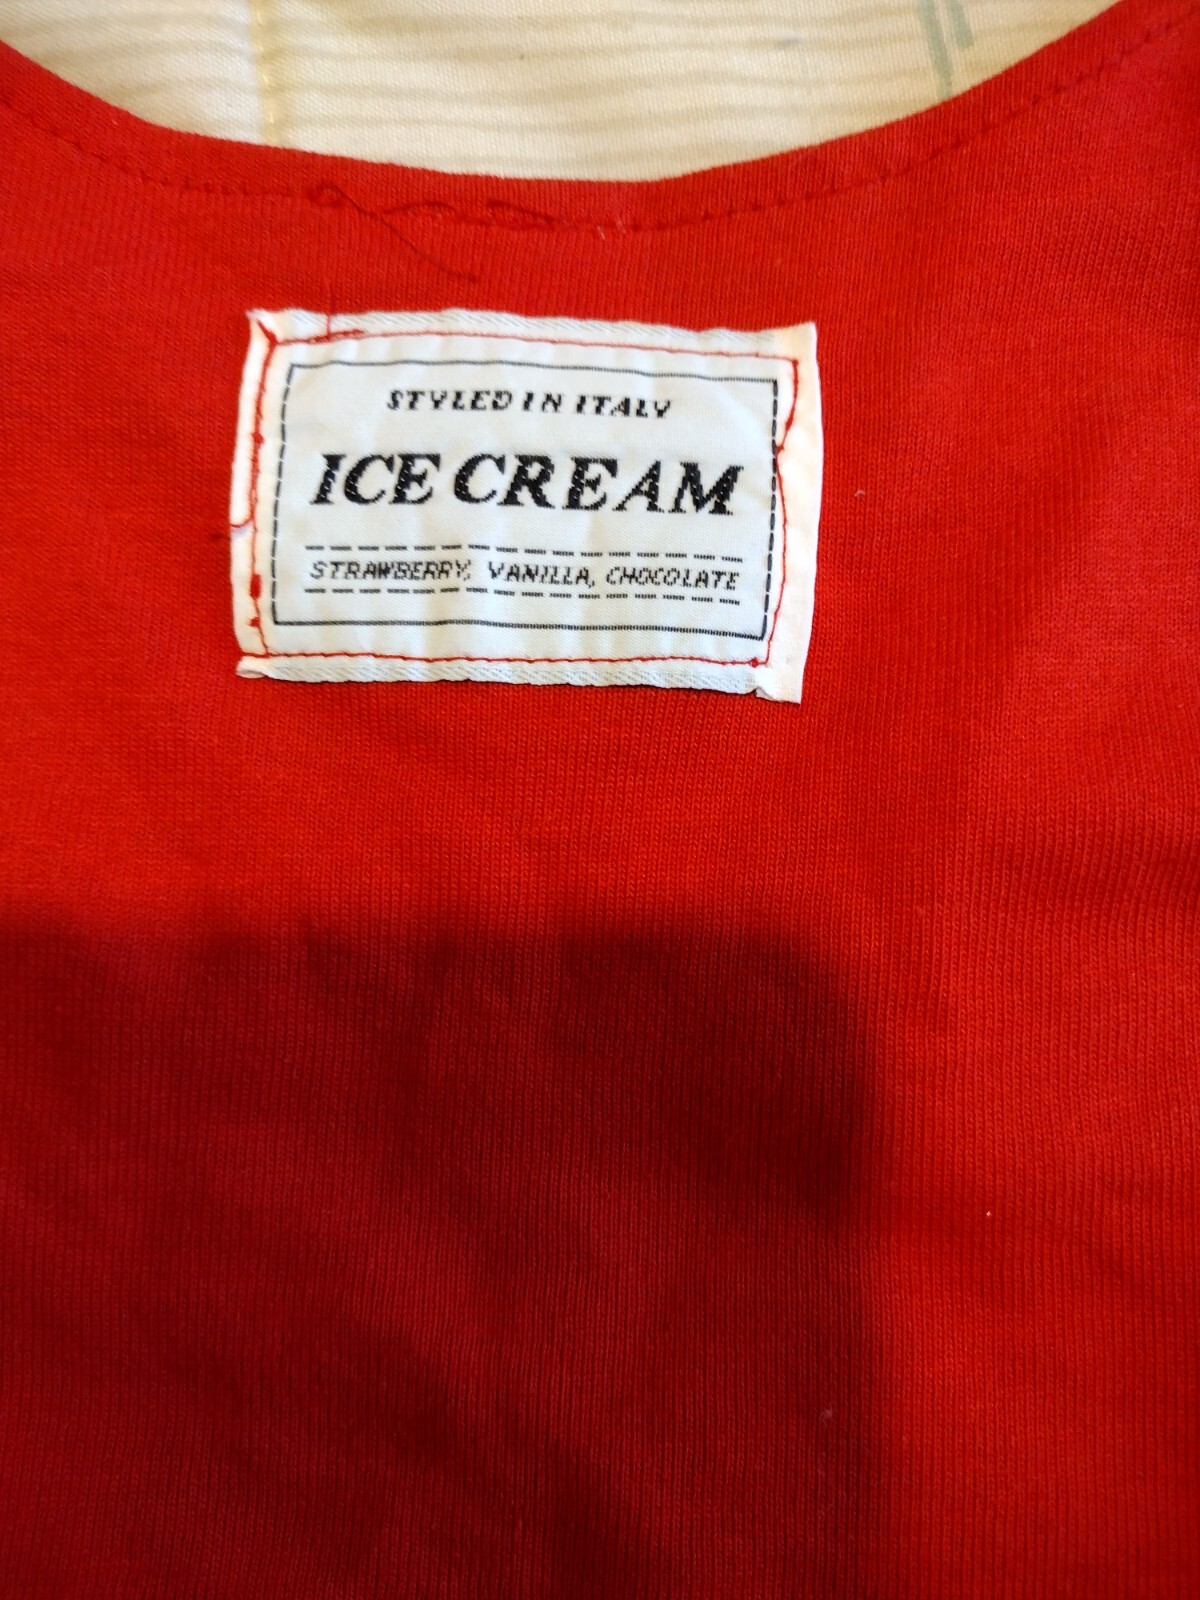 STYLED IN ITALY
ICE CREAM
STRAWBERRY, VANILLA, CHOCOLATE